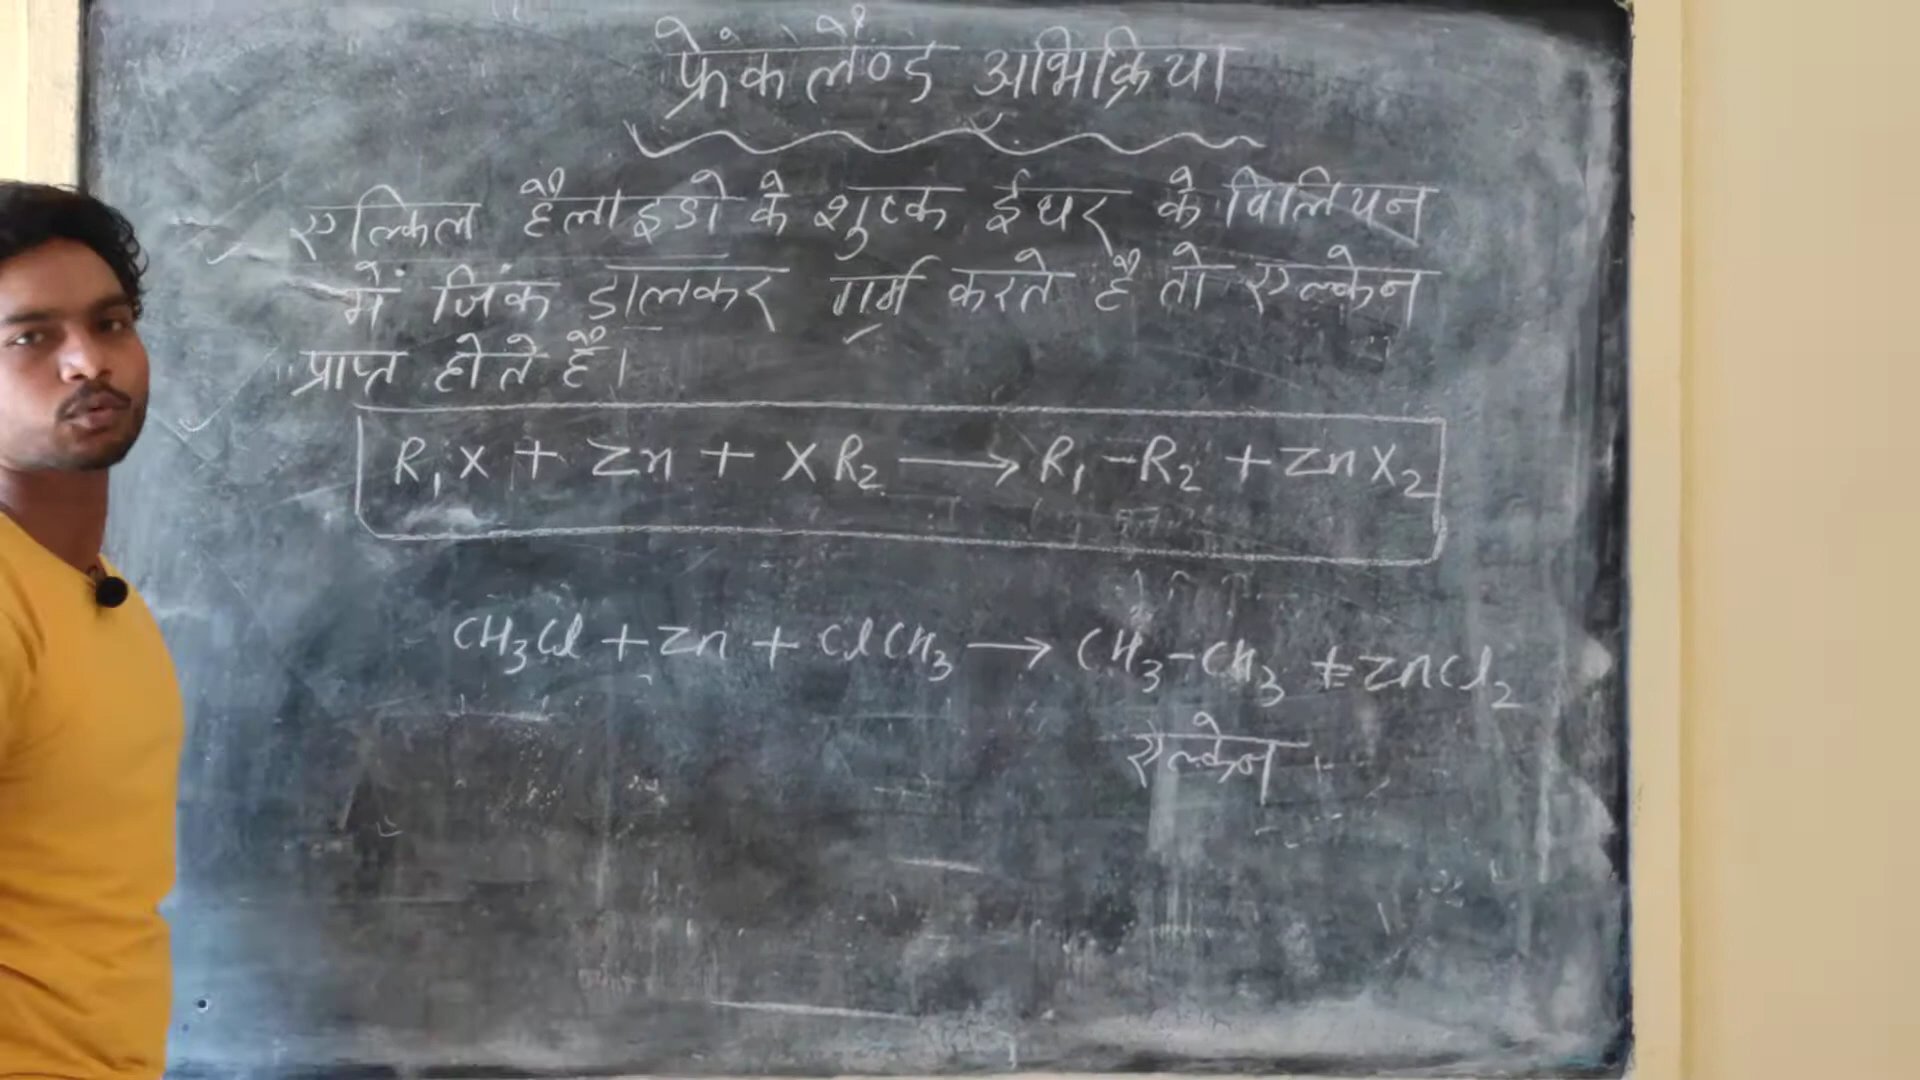 फ्रेंकलैण्ड अभिक्रिया
एल्किल हैलाइडो के शुष्क ईथर के विलियन
में जिंक डालकर गर्म करते है तो एल्केन
प्राप्त होते हैं।
R₁X + Zn + XR₂ ⟶ R₁-R₂ + ZnX₂
CH₃Cl + Zn + ClCH₃ ⟶ CH₃-CH₃ + ZnCl₂
एल्केन